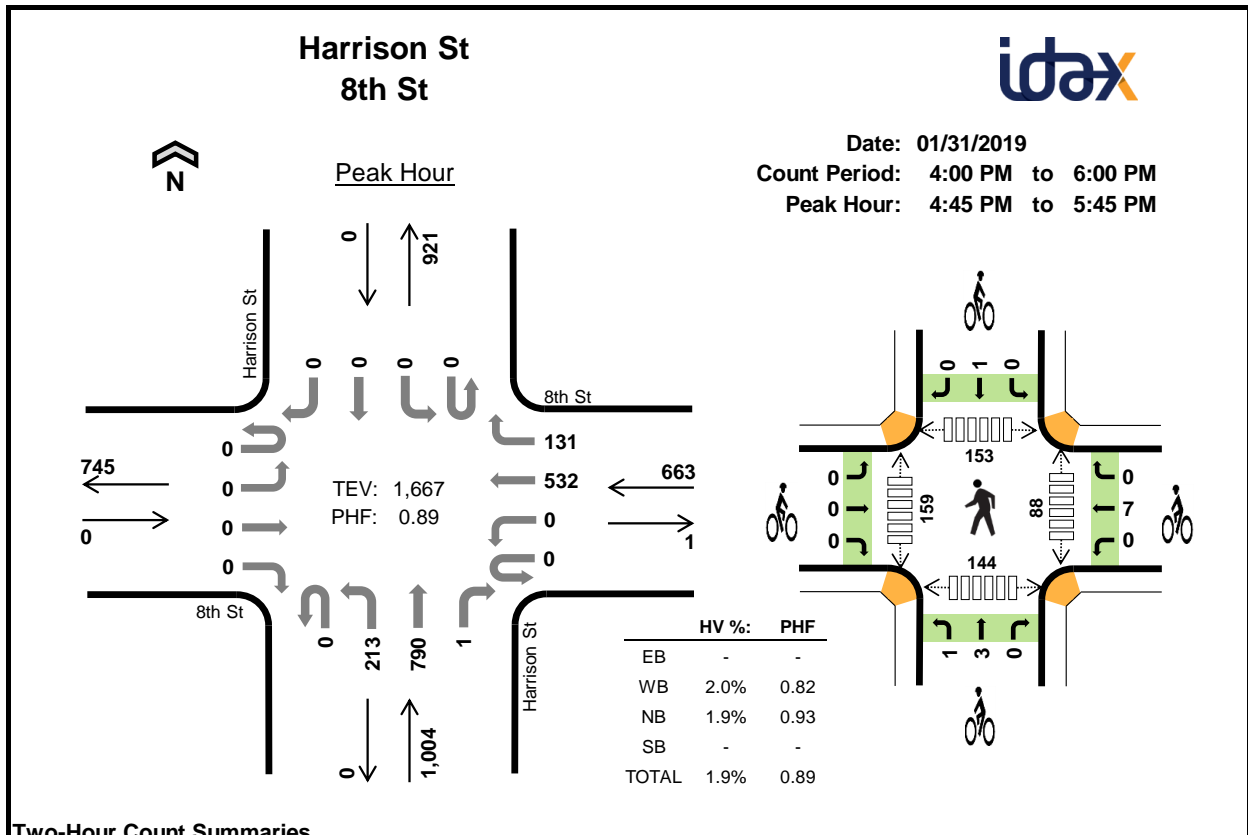 Harrison St
8th St
idax
N
Peak Hour
Date: 01/31/2019
Count Period: 4:00 PM to 6:00 PM
Peak Hour: 4:45 PM to 5:45 PM
0
921
Harrison St
0 0 0 0
8th St
0
0
0
0
131
532
0
0
745
0
663
1
TEV: 1,667
PHF: 0.89
8th St
0 213 790 1
Harrison St
0
1,004
HV %: PHF
EB - -
WB 2.0% 0.82
NB 1.9% 0.93
SB - -
TOTAL 1.9% 0.89
0 1 0
153
0
0
0
159
88
0
7
0
144
1 3 0
Two-Hour Count Summaries